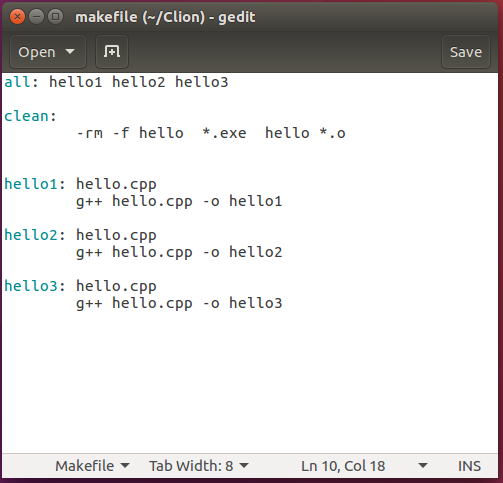 makefile (~/Clion) - gedit
Open Save
all: hello1 hello2 hello3
clean:
-rm -f hello  *.exe  hello *.o
hello1: hello.cpp
g++ hello.cpp -o hello1
hello2: hello.cpp
g++ hello.cpp -o hello2
hello3: hello.cpp
g++ hello.cpp -o hello3
Makefile Tab Width: 8 Ln 10, Col 18 INS